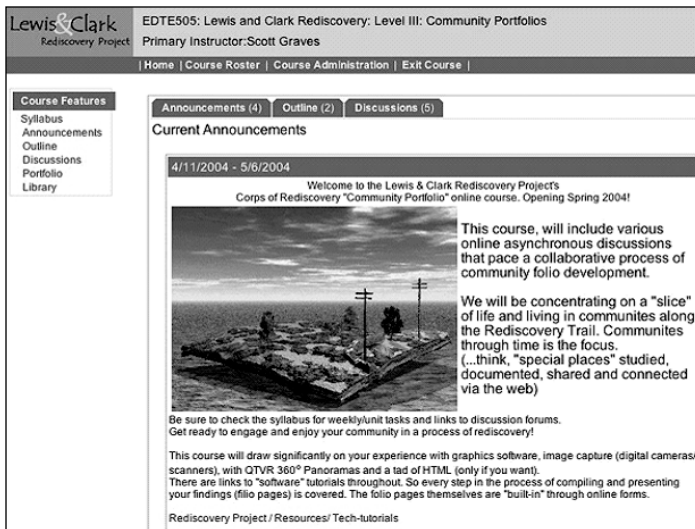 Lewis&Clark
Rediscovery Project
EDTE505: Lewis and Clark Rediscovery: Level III: Community Portfolios
Primary Instructor:Scott Graves
| Home | Course Roster | Course Administration | Exit Course |
Course Features
Syllabus
Announcements
Outline
Discussions
Portfolio
Library
Announcements (4)
Outline (2)
Discussions (5)
Current Announcements
4/11/2004 - 5/6/2004
Welcome to the Lewis & Clark Rediscovery Project's
Corps of Rediscovery "Community Portfolio" online course. Opening Spring 2004!
This course, will include various
online asynchronous discussions
that pace a collaborative process of
community folio development.
We will be concentrating on a "slice"
of life and living in communites along
the Rediscovery Trail. Communites
through time is the focus.
(...think, "special places" studied,
documented, shared and connected
via the web)
Be sure to check the syllabus for weekly/unit tasks and links to discussion forums.
Get ready to engage and enjoy your community in a process of rediscovery!
This course will draw significantly on your experience with graphics software, image capture (digital cameras/
scanners), with QTVR 360° Panoramas and a tad of HTML (only if you want).
There are links to "software" tutorials throughout. So every step in the process of compiling and presenting
your findings (filio pages) is covered. The folio pages themselves are "built-in" through online forms.
Rediscovery Project / Resources/ Tech-tutorials